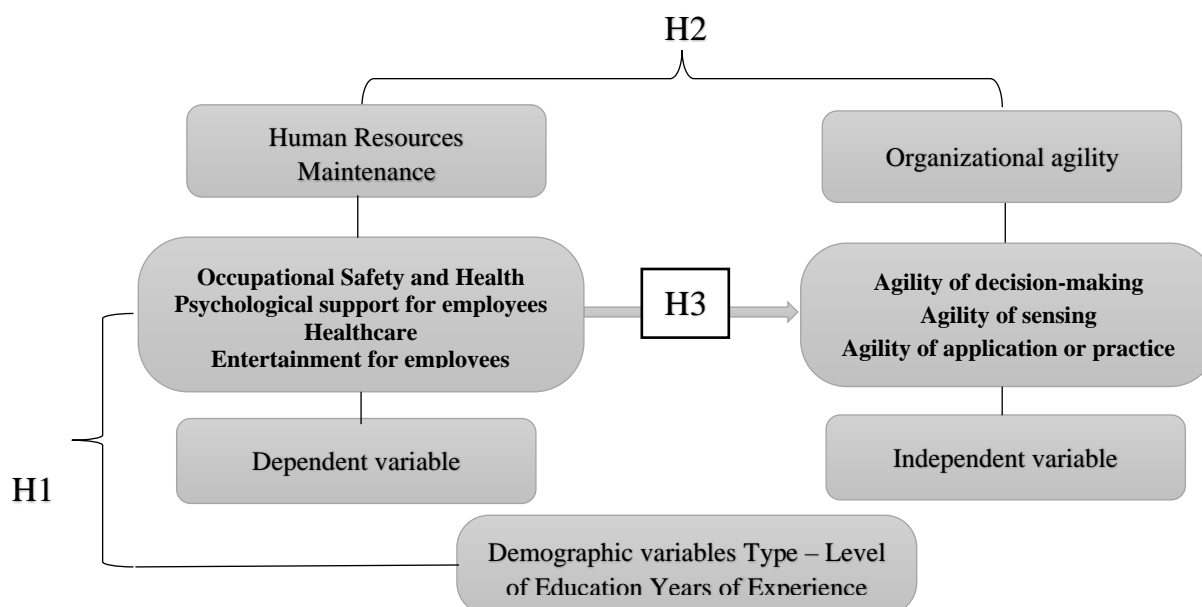 H2
Human Resources
Maintenance
Organizational agility
Occupational Safety and Health
Psychological support for employees
Healthcare
Entertainment for employees
H3
Agility of decision-making
Agility of sensing
Agility of application or practice
Dependent variable
Independent variable
H1
Demographic variables Type – Level
of Education Years of Experience